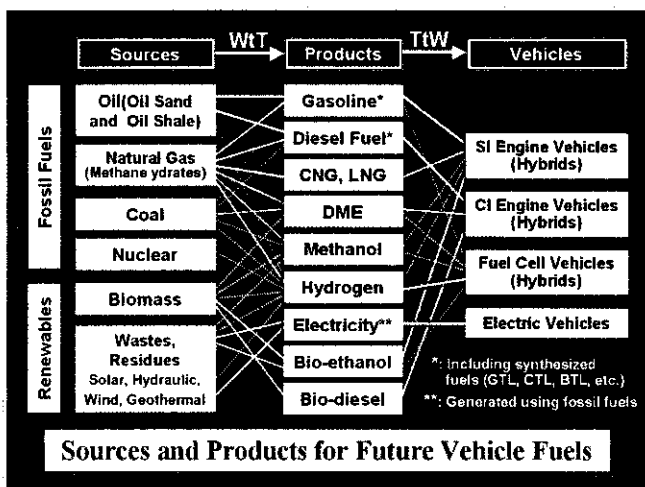 WtT
TtW
Sources
Products
Vehicles
Fossil Fuels
Oil(Oil Sand
and Oil Shale)
Natural Gas
(Methane ydrates)
Coal
Nuclear
Renewables
Biomass
Wastes,
Residues
Solar, Hydraulic,
Wind, Geothermal
Gasoline*
Diesel Fuel*
CNG, LNG
DME
Methanol
Hydrogen
Electricity**
Bio-ethanol
Bio-diesel
SI Engine Vehicles
(Hybrids)
CI Engine Vehicles
(Hybrids)
Fuel Cell Vehicles
(Hybrids)
Electric Vehicles
*: Including synthesized
fuels (GTL, CTL, BTL, etc.)
**: Generated using fossil fuels
Sources and Products for Future Vehicle Fuels